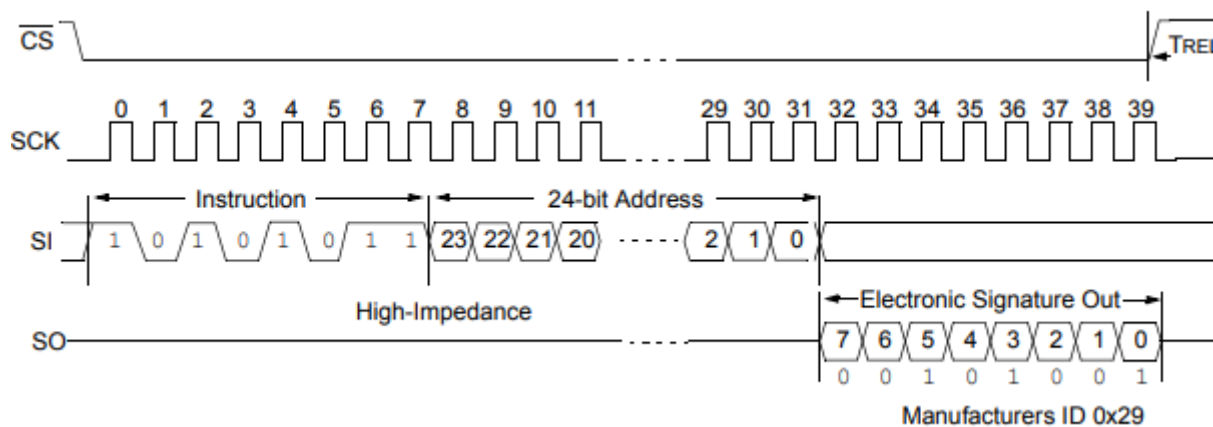 CS
TREL
0 1 2 3 4 5 6 7 8 9 10 11 29 30 31 32 33 34 35 36 37 38 39
SCK
Instruction 24-bit Address
SI 1 0 1 0 1 0 1 1 23 22 21 20 2 1 0
Electronic Signature Out
High-Impedance
SO 7 6 5 4 3 2 1 0
0 0 1 0 1 0 0 1
Manufacturers ID 0x29